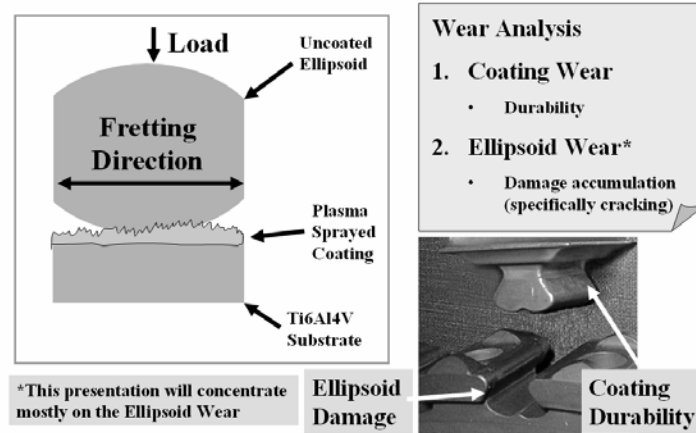 Load
Uncoated
Ellipsoid
Fretting
Direction
Plasma
Sprayed
Coating
Ti6Al4V
Substrate
*This presentation will concentrate
mostly on the Ellipsoid Wear
Wear Analysis
1. Coating Wear
• Durability
2. Ellipsoid Wear*
• Damage accumulation
(specifically cracking)
Ellipsoid
Damage
Coating
Durability